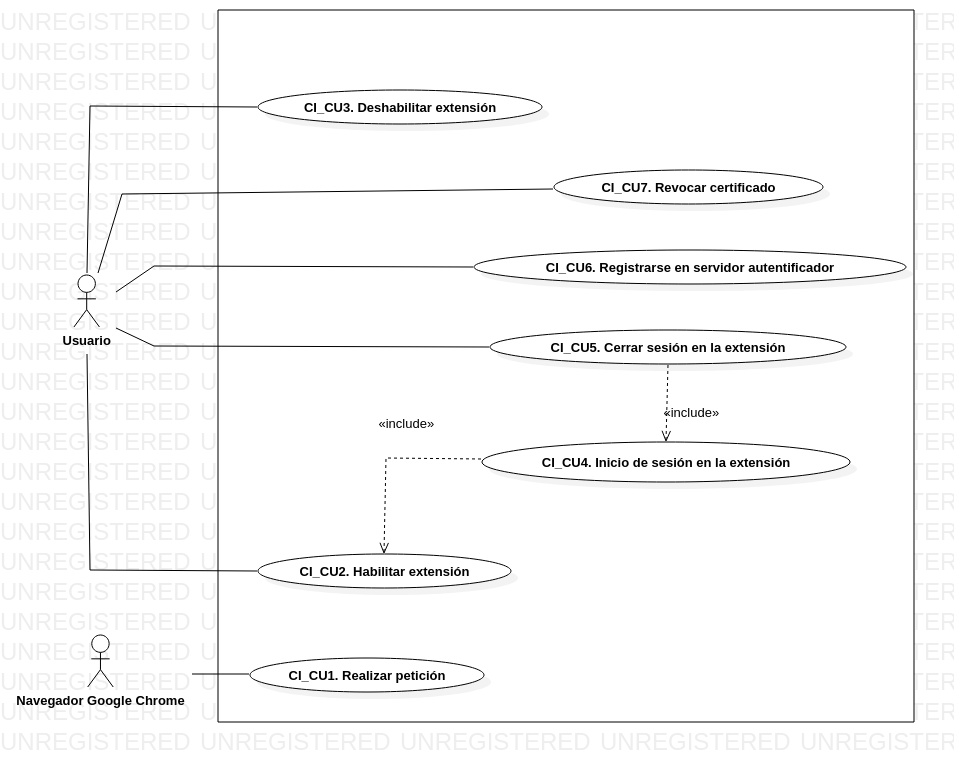 CI_CU3. Deshabilitar extensión
CI_CU7. Revocar certificado
CI_CU6. Registrarse en servidor autentificador
Usuario
CI_CU5. Cerrar sesión en la extensión
«include»
«include»
CI_CU4. Inicio de sesión en la extensión
CI_CU2. Habilitar extensión
CI_CU1. Realizar petición
Navegador Google Chrome
UNREGISTERED UNREGISTERED UNREGISTERED UNREGISTERED UNREGISTERED